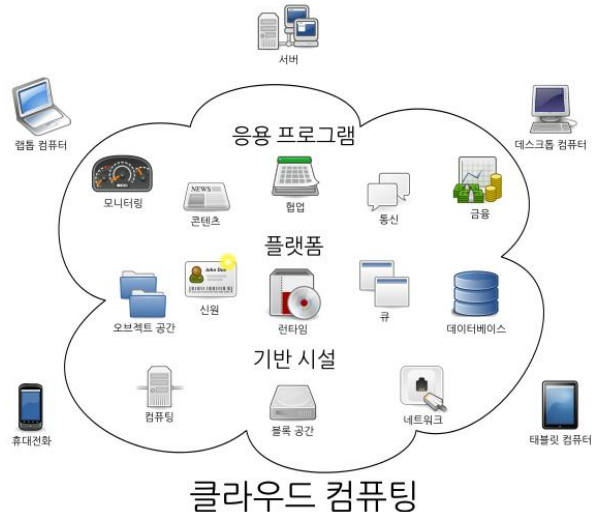 서버
랩톱 컴퓨터
데스크톱 컴퓨터
응용 프로그램
모니터링
NEWS
콘텐츠
협업
통신
금융
플랫폼
John Doe
오브젝트 공간
신원
런타임
큐
데이터베이스
기반 시설
컴퓨팅
블록 공간
네트워크
휴대전화
태블릿 컴퓨터
클라우드 컴퓨팅